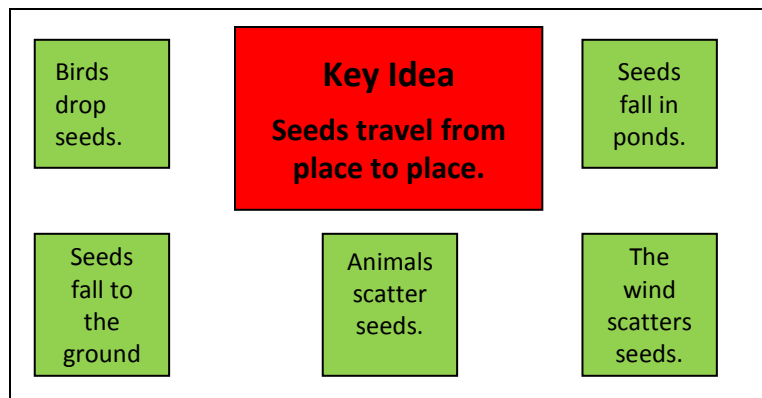 Birds
drop
seeds.
Key Idea
Seeds travel from
place to place.
Seeds
fall in
ponds.
Seeds
fall to
the
ground
Animals
scatter
seeds.
The
wind
scatters
seeds.